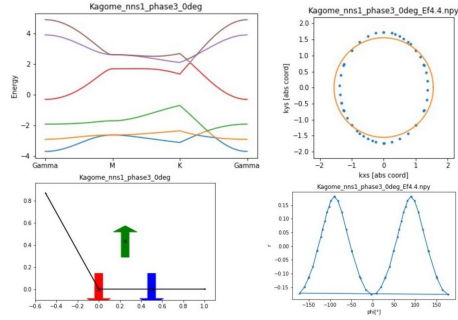 Kagome_nns1_phase3_0deg
Energy
4
2
0
−2
−4
Gamma M K Gamma
Kagome_nns1_phase3_0deg_Ef4.4.npy
kys [abs coord]
2.0
1.5
1.0
0.5
0.0
−0.5
−1.0
−1.5
−2.0
−2 −1 0 1 2
kxs [abs coord]
Kagome_nns1_phase3_0deg
0.8
0.6
0.4
0.2
0.0
−0.6 −0.4 −0.2 0.0 0.2 0.4 0.6 0.8 1.0
Kagome_nns1_phase3_0deg_Ef4.4.npy
0.15
0.10
0.05
0.00
−0.05
−0.10
−0.15
−150 −100 −50 0 50 100 150
phi[°]